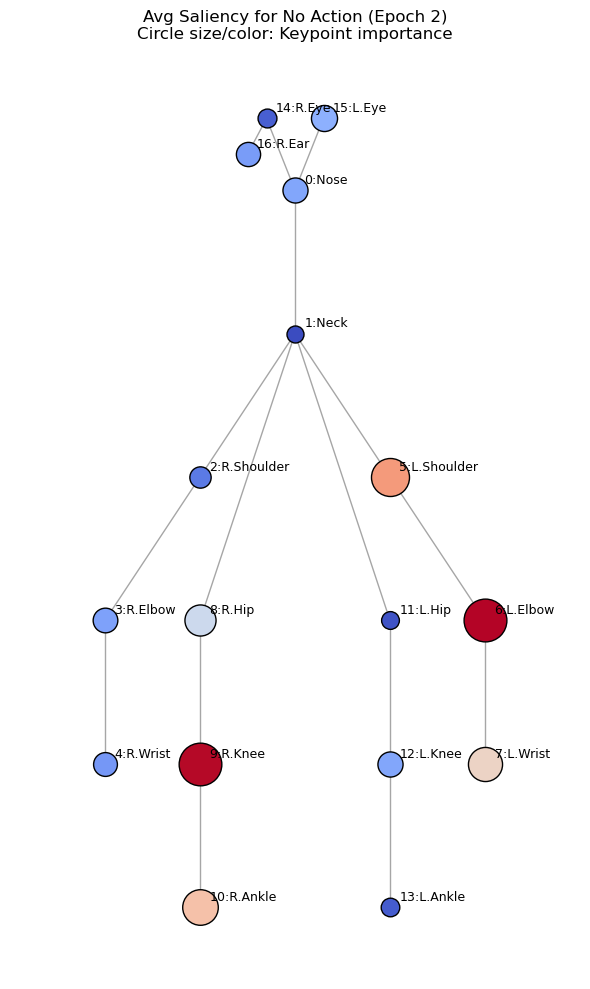 Avg Saliency for No Action (Epoch 2)
Circle size/color: Keypoint importance
14:R.Eye
15:L.Eye
16:R.Ear
0:Nose
1:Neck
2:R.Shoulder
5:L.Shoulder
3:R.Elbow
8:R.Hip
11:L.Hip
6:L.Elbow
4:R.Wrist
9:R.Knee
12:L.Knee
7:L.Wrist
10:R.Ankle
13:L.Ankle